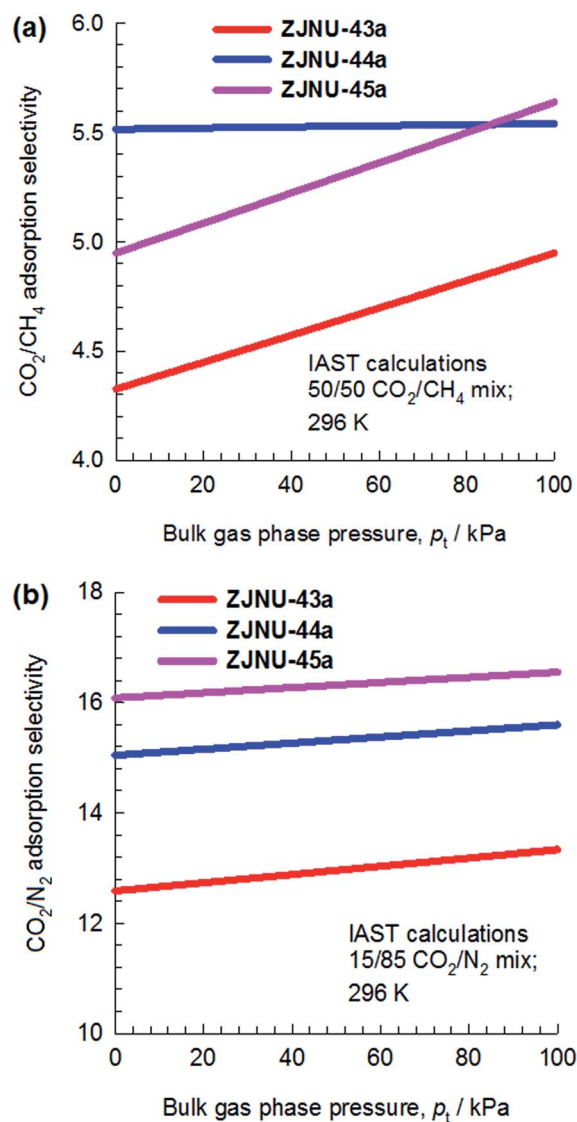 (a)
6.0
5.5
5.0
4.5
4.0
CO₂/CH₄ adsorption selectivity
ZJNU-43a
ZJNU-44a
ZJNU-45a
IAST calculations
50/50 CO₂/CH₄ mix;
296 K
0 20 40 60 80 100
Bulk gas phase pressure, pₜ / kPa
(b)
18
16
14
12
10
CO₂/N₂ adsorption selectivity
ZJNU-43a
ZJNU-44a
ZJNU-45a
IAST calculations
15/85 CO₂/N₂ mix;
296 K
0 20 40 60 80 100
Bulk gas phase pressure, pₜ / kPa